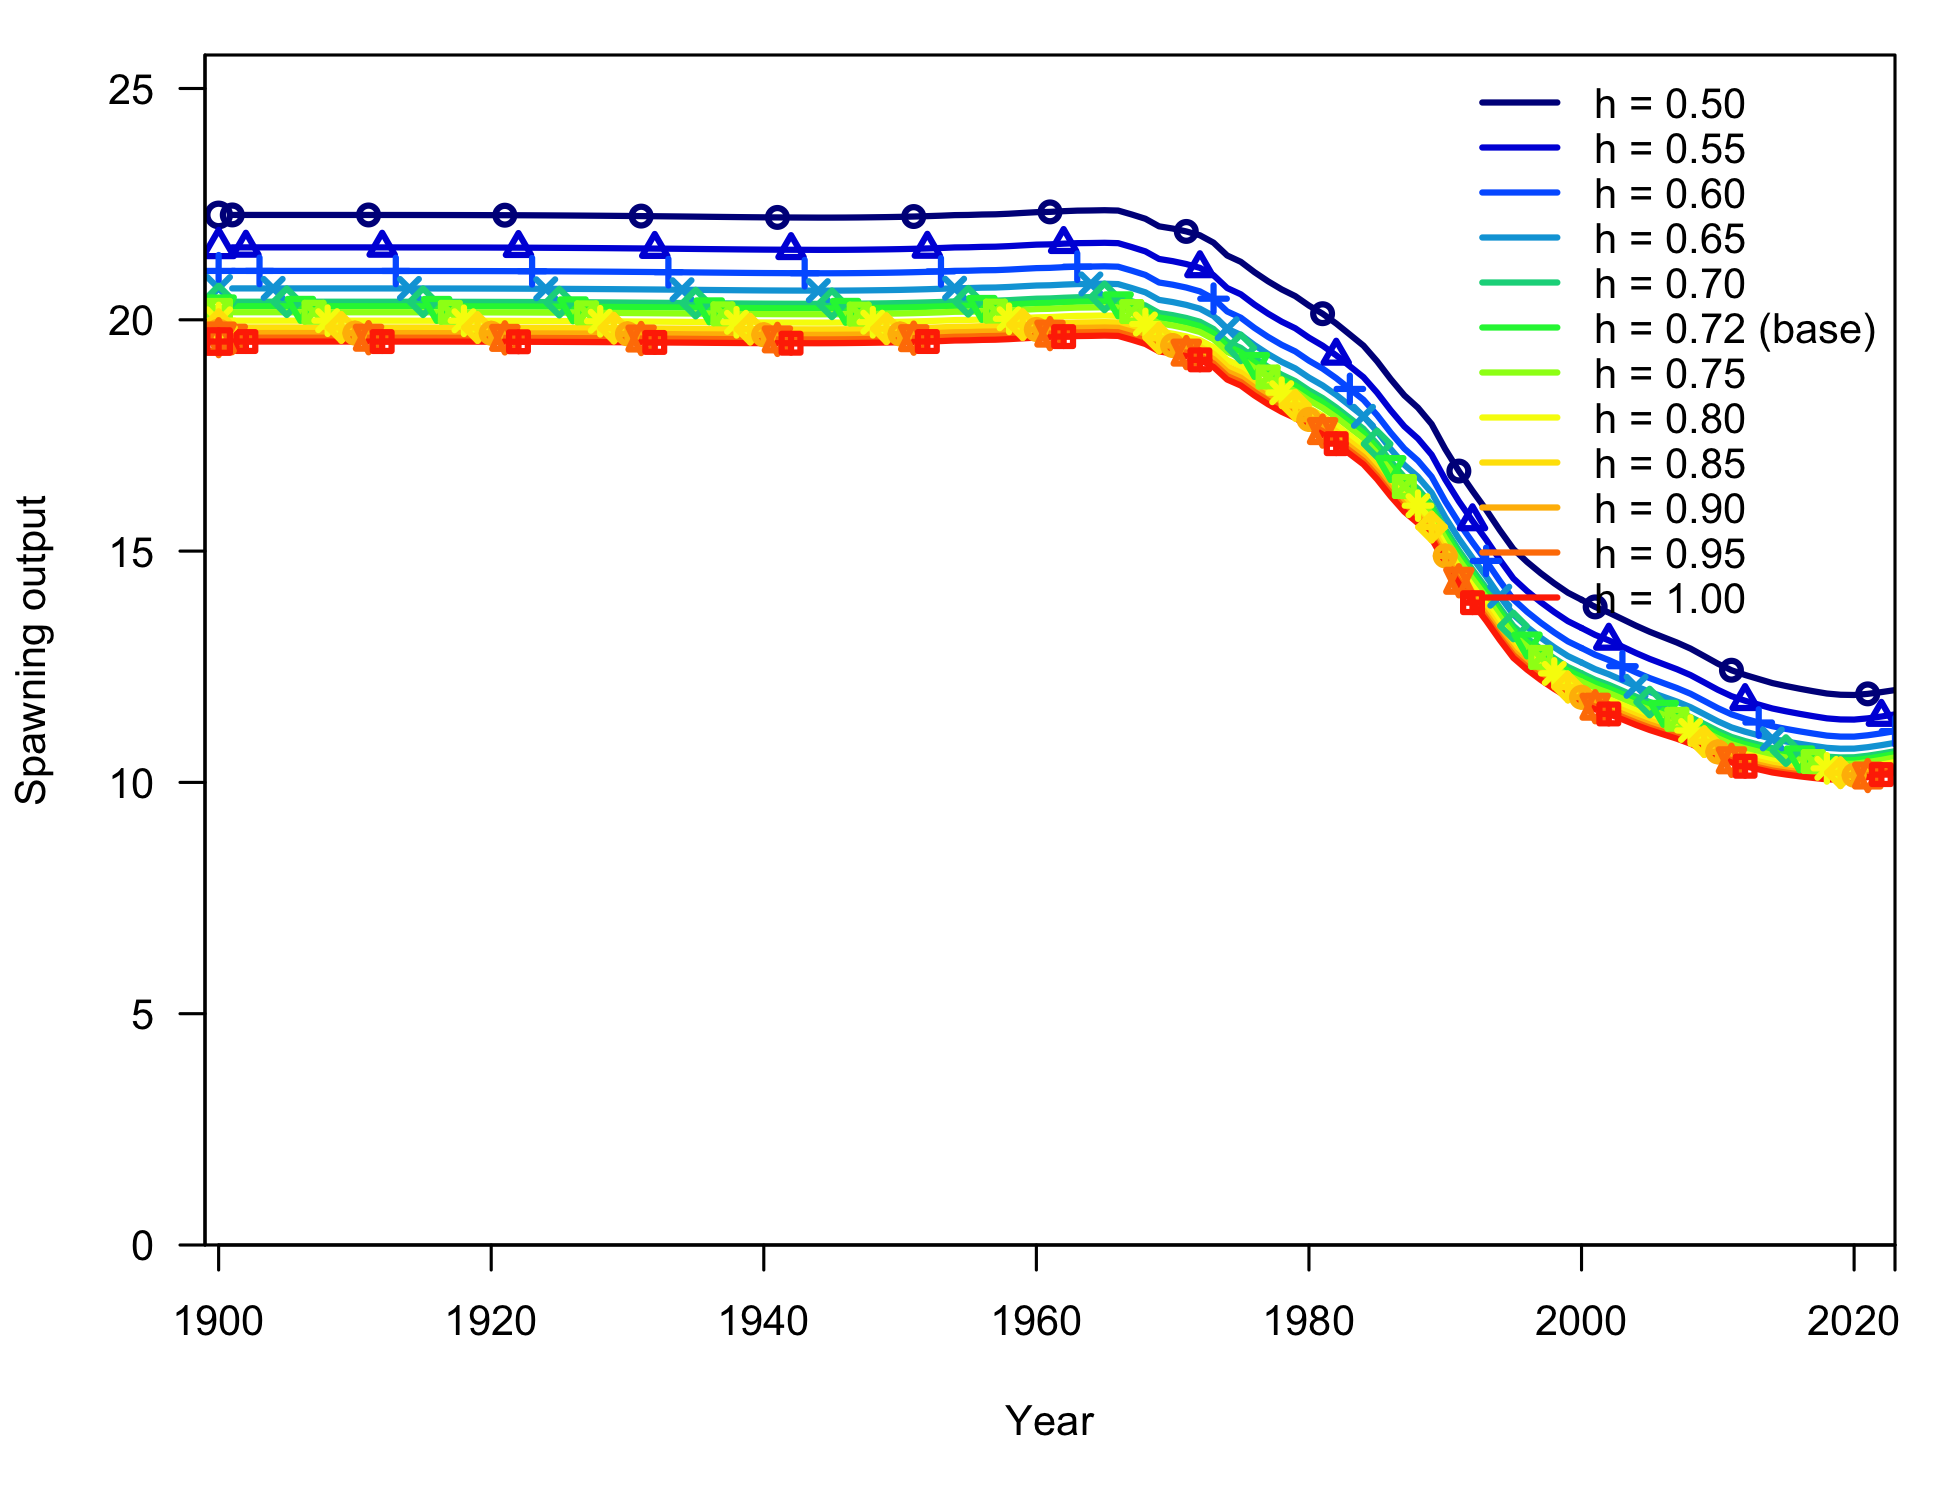 25
20
15
10
5
0
Spawning output
h = 0.50
h = 0.55
h = 0.60
h = 0.65
h = 0.70
h = 0.72 (base)
h = 0.75
h = 0.80
h = 0.85
h = 0.90
h = 0.95
h = 1.00
1900 1920 1940 1960 1980 2000 2020
Year